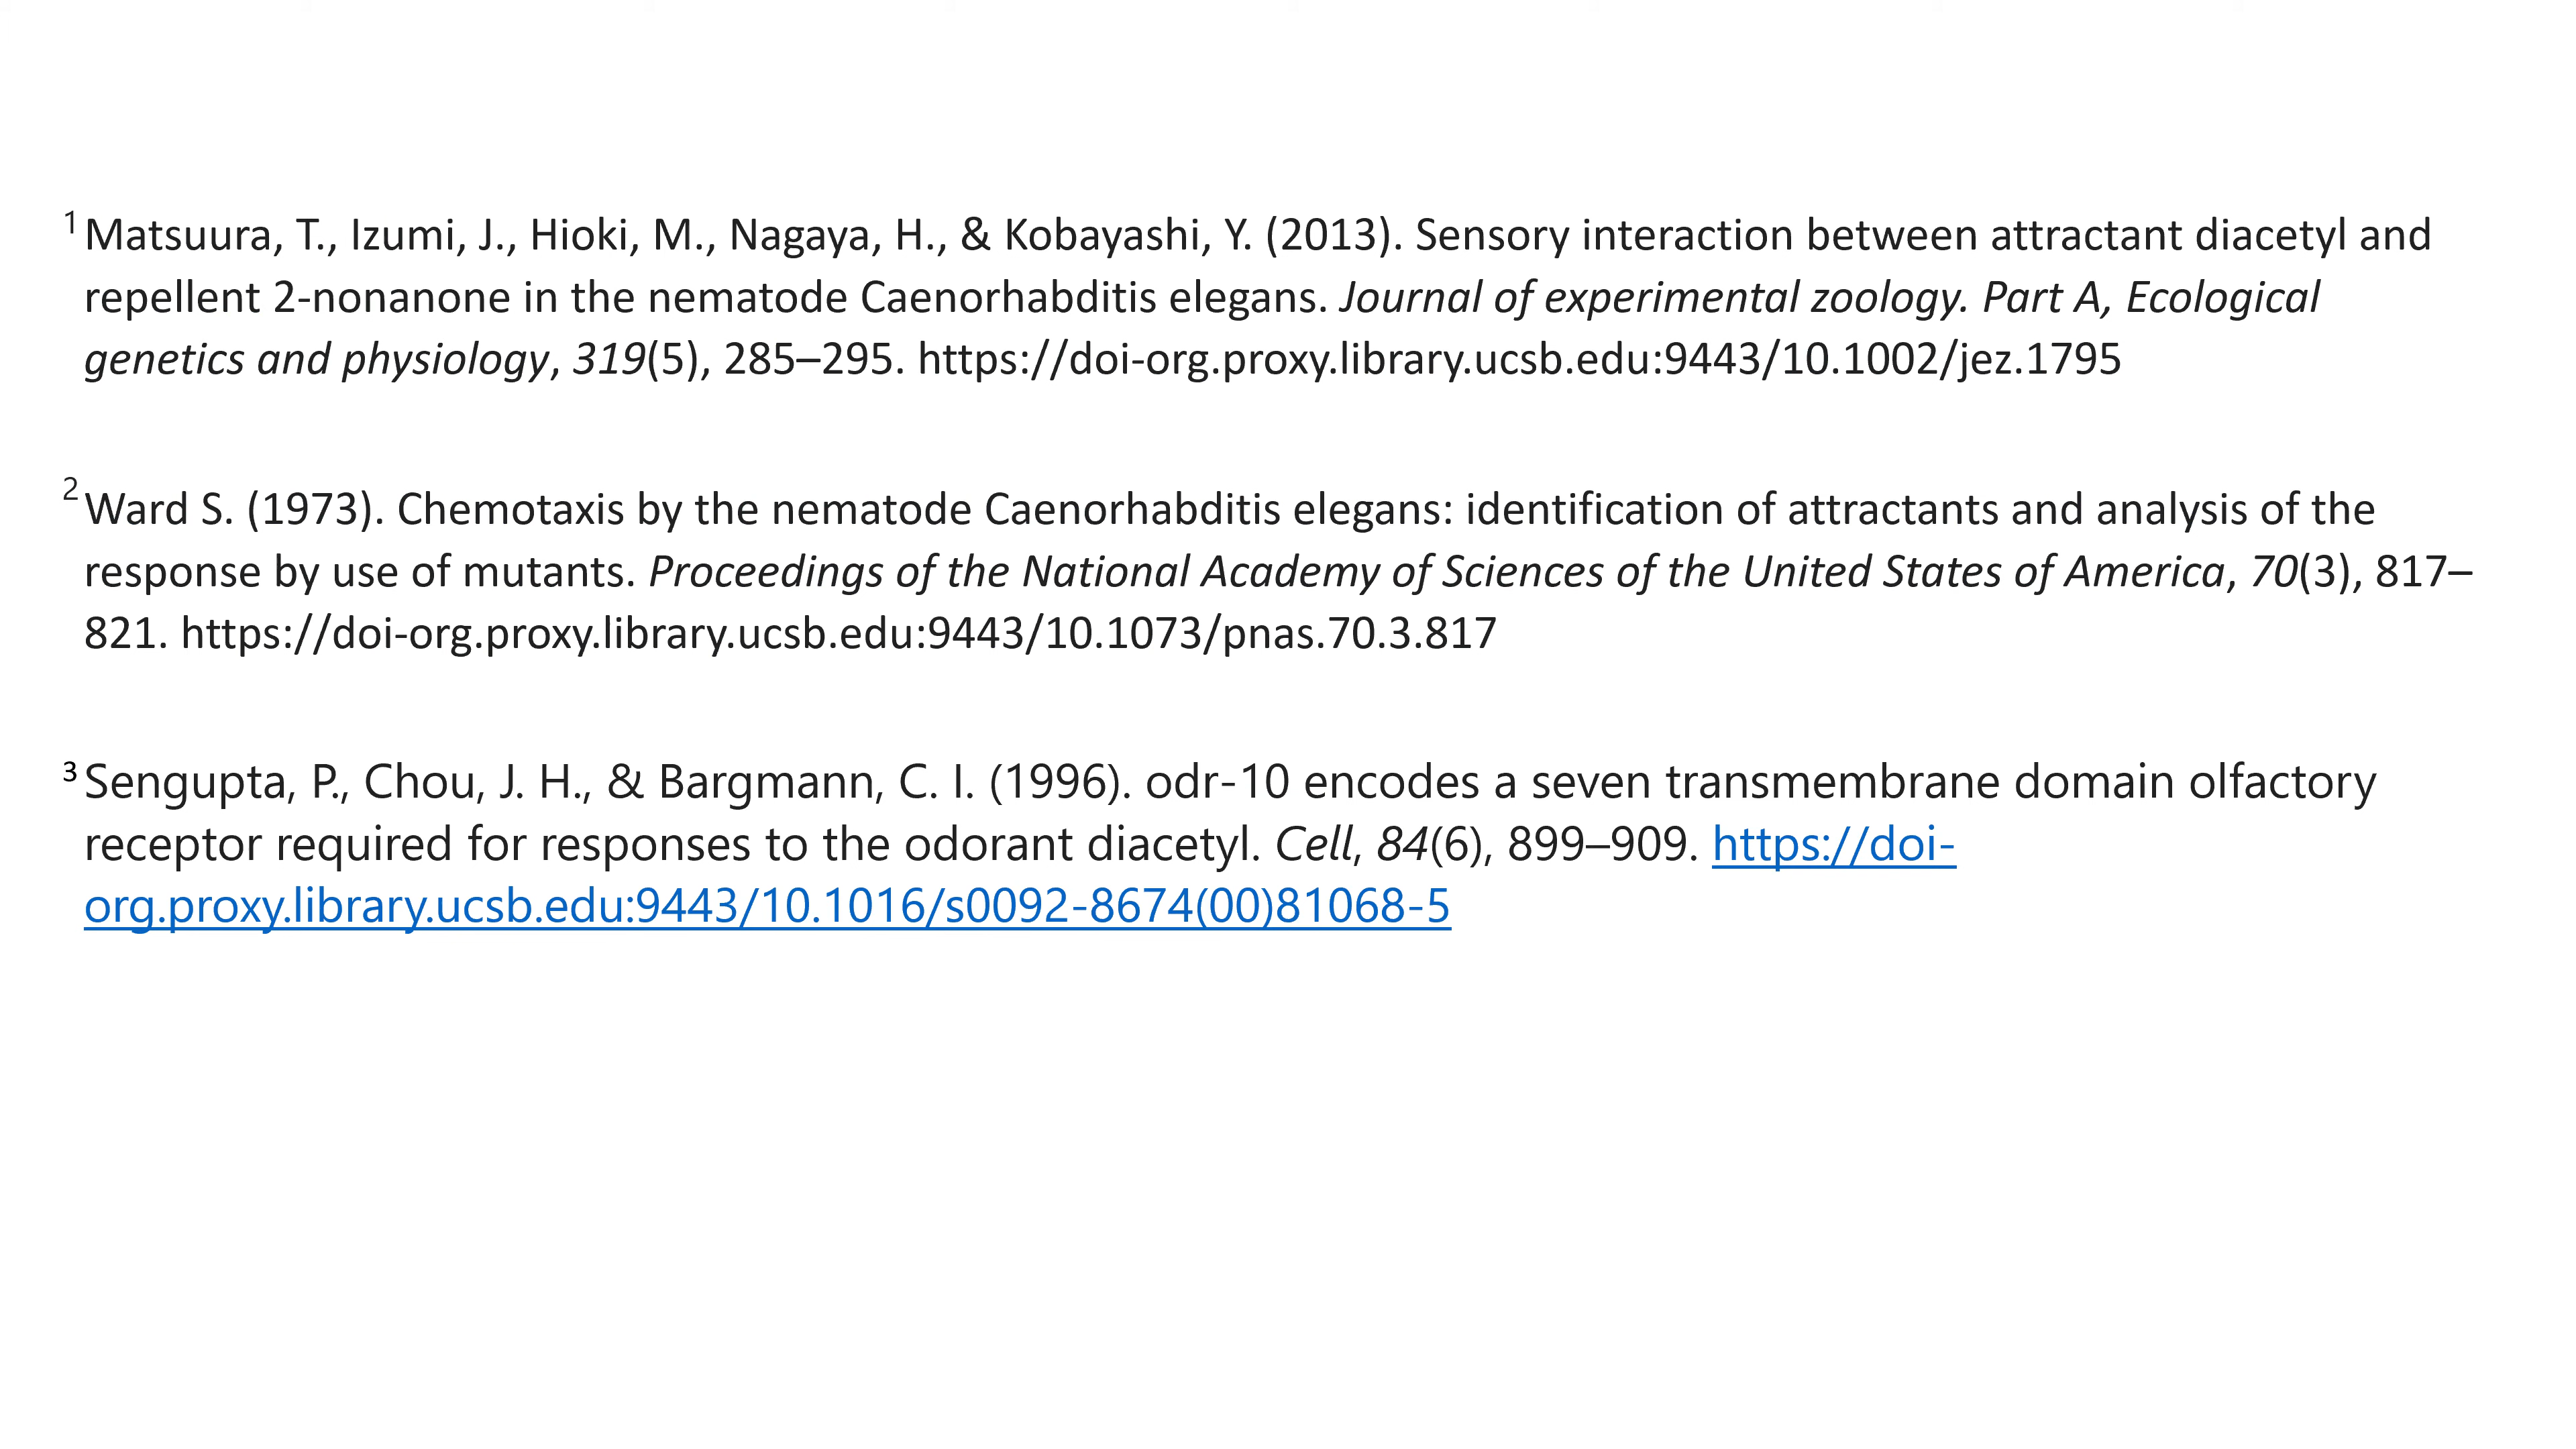 1 Matsuura, T., Izumi, J., Hioki, M., Nagaya, H., & Kobayashi, Y. (2013). Sensory interaction between attractant diacetyl and
repellent 2-nonanone in the nematode Caenorhabditis elegans. Journal of experimental zoology. Part A, Ecological
genetics and physiology, 319(5), 285–295. https://doi-org.proxy.library.ucsb.edu:9443/10.1002/jez.1795
2 Ward S. (1973). Chemotaxis by the nematode Caenorhabditis elegans: identification of attractants and analysis of the
response by use of mutants. Proceedings of the National Academy of Sciences of the United States of America, 70(3), 817–
821. https://doi-org.proxy.library.ucsb.edu:9443/10.1073/pnas.70.3.817
3 Sengupta, P., Chou, J. H., & Bargmann, C. I. (1996). odr-10 encodes a seven transmembrane domain olfactory
receptor required for responses to the odorant diacetyl. Cell, 84(6), 899–909. https://doi-
org.proxy.library.ucsb.edu:9443/10.1016/s0092-8674(00)81068-5